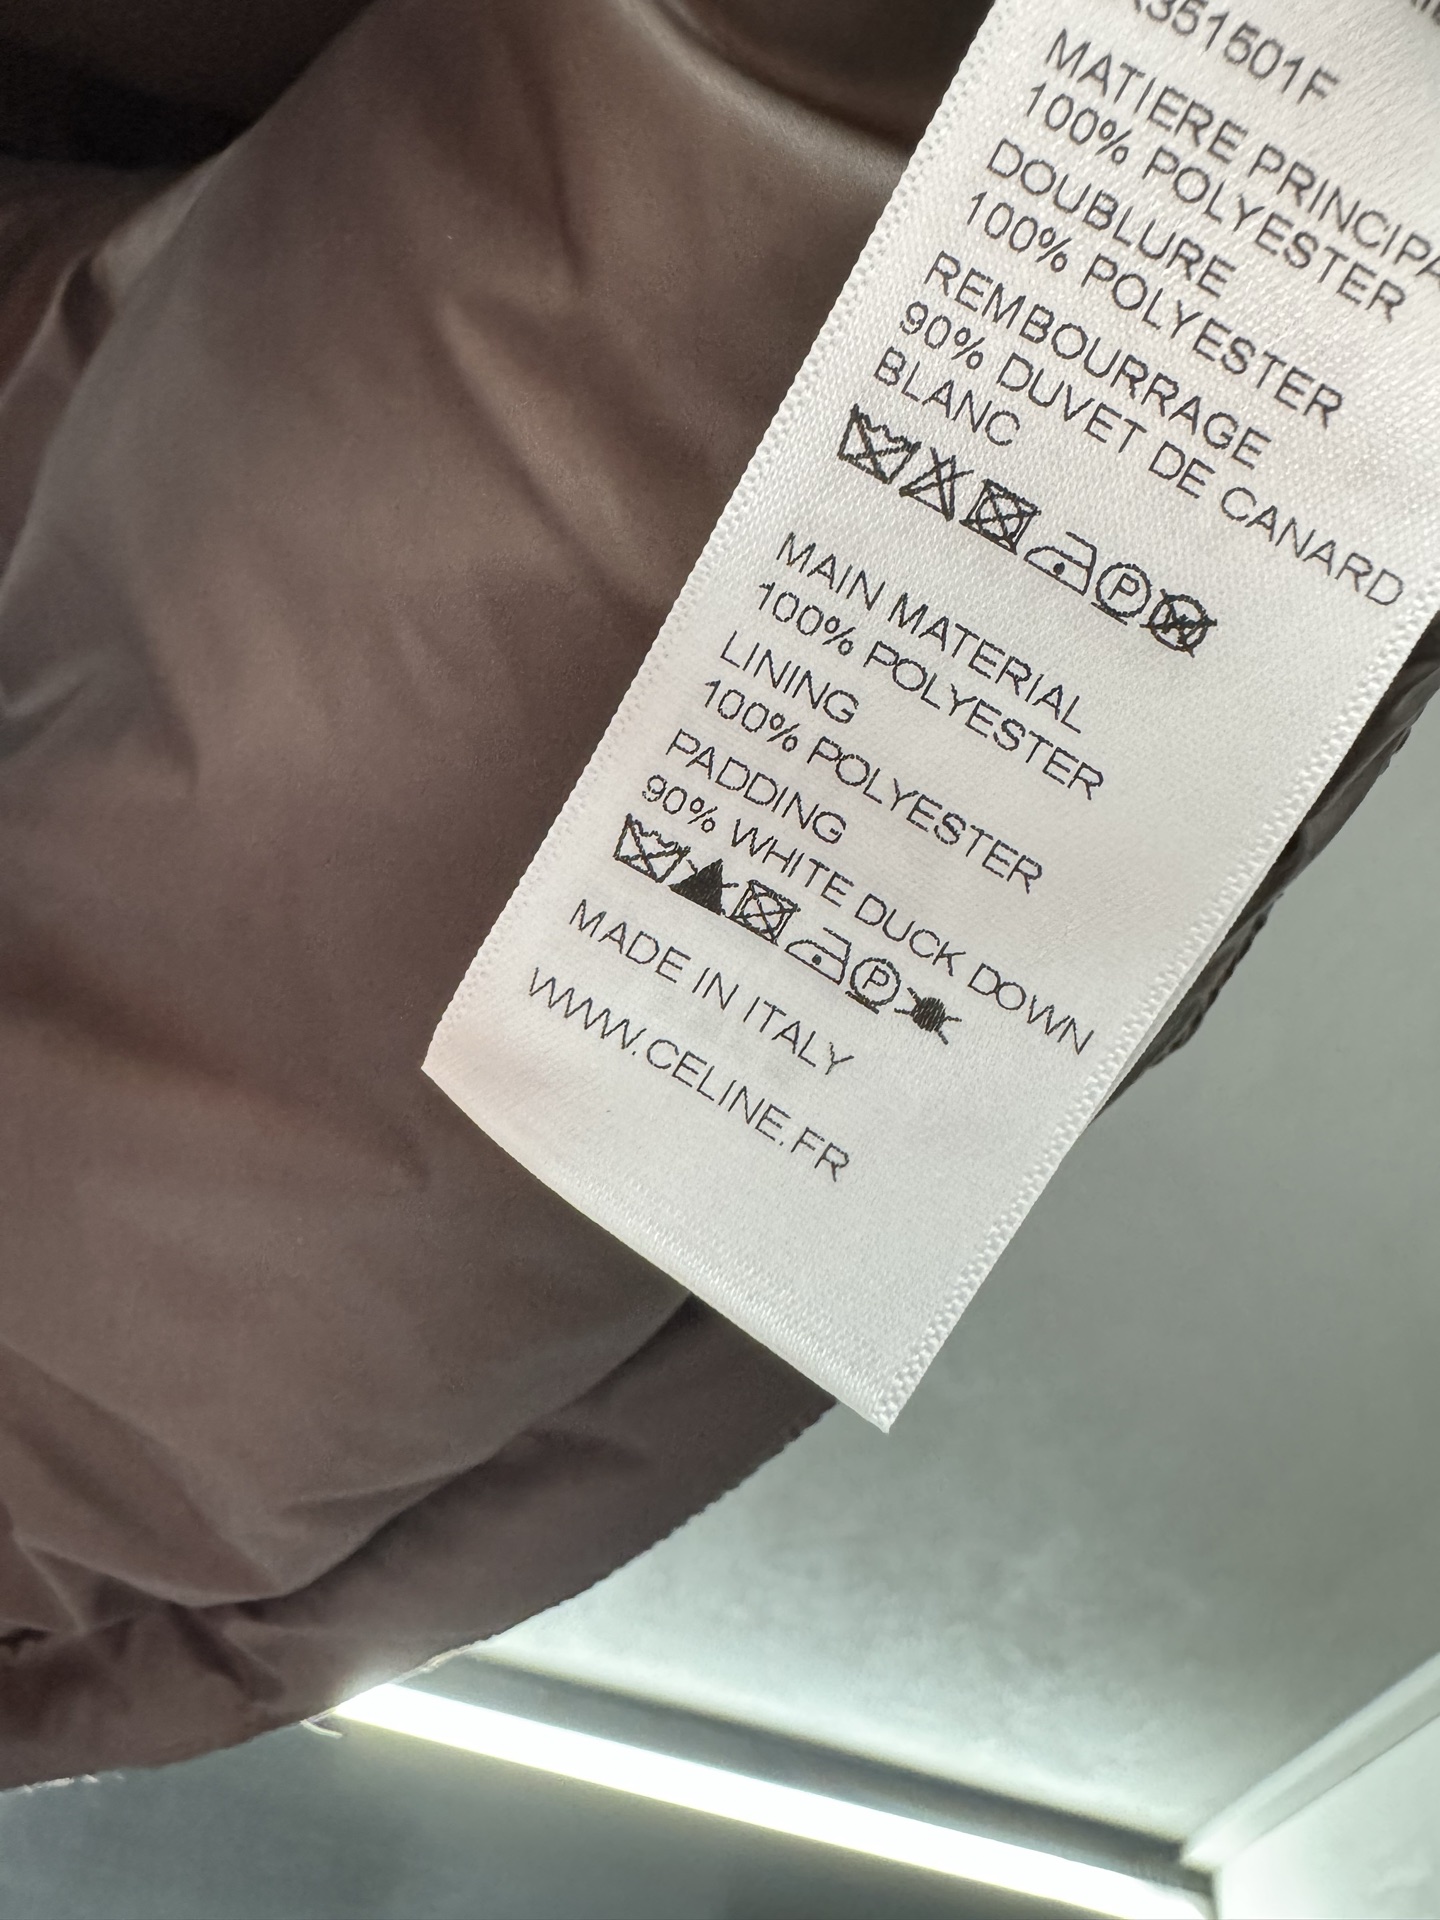 351501F
MATIERE
100% POLYESTER
DOUBLURE
100% POLYESTER
REMBOURRAGE
90% DUVET DE CANARD
BLANC
P
W
MAIN MATERIAL
100% POLYESTER
LINING
100% POLYESTER
PADDING
90% WHITE DUCK DOWN
P
MADE IN ITALY
WWW.CELINE.FR